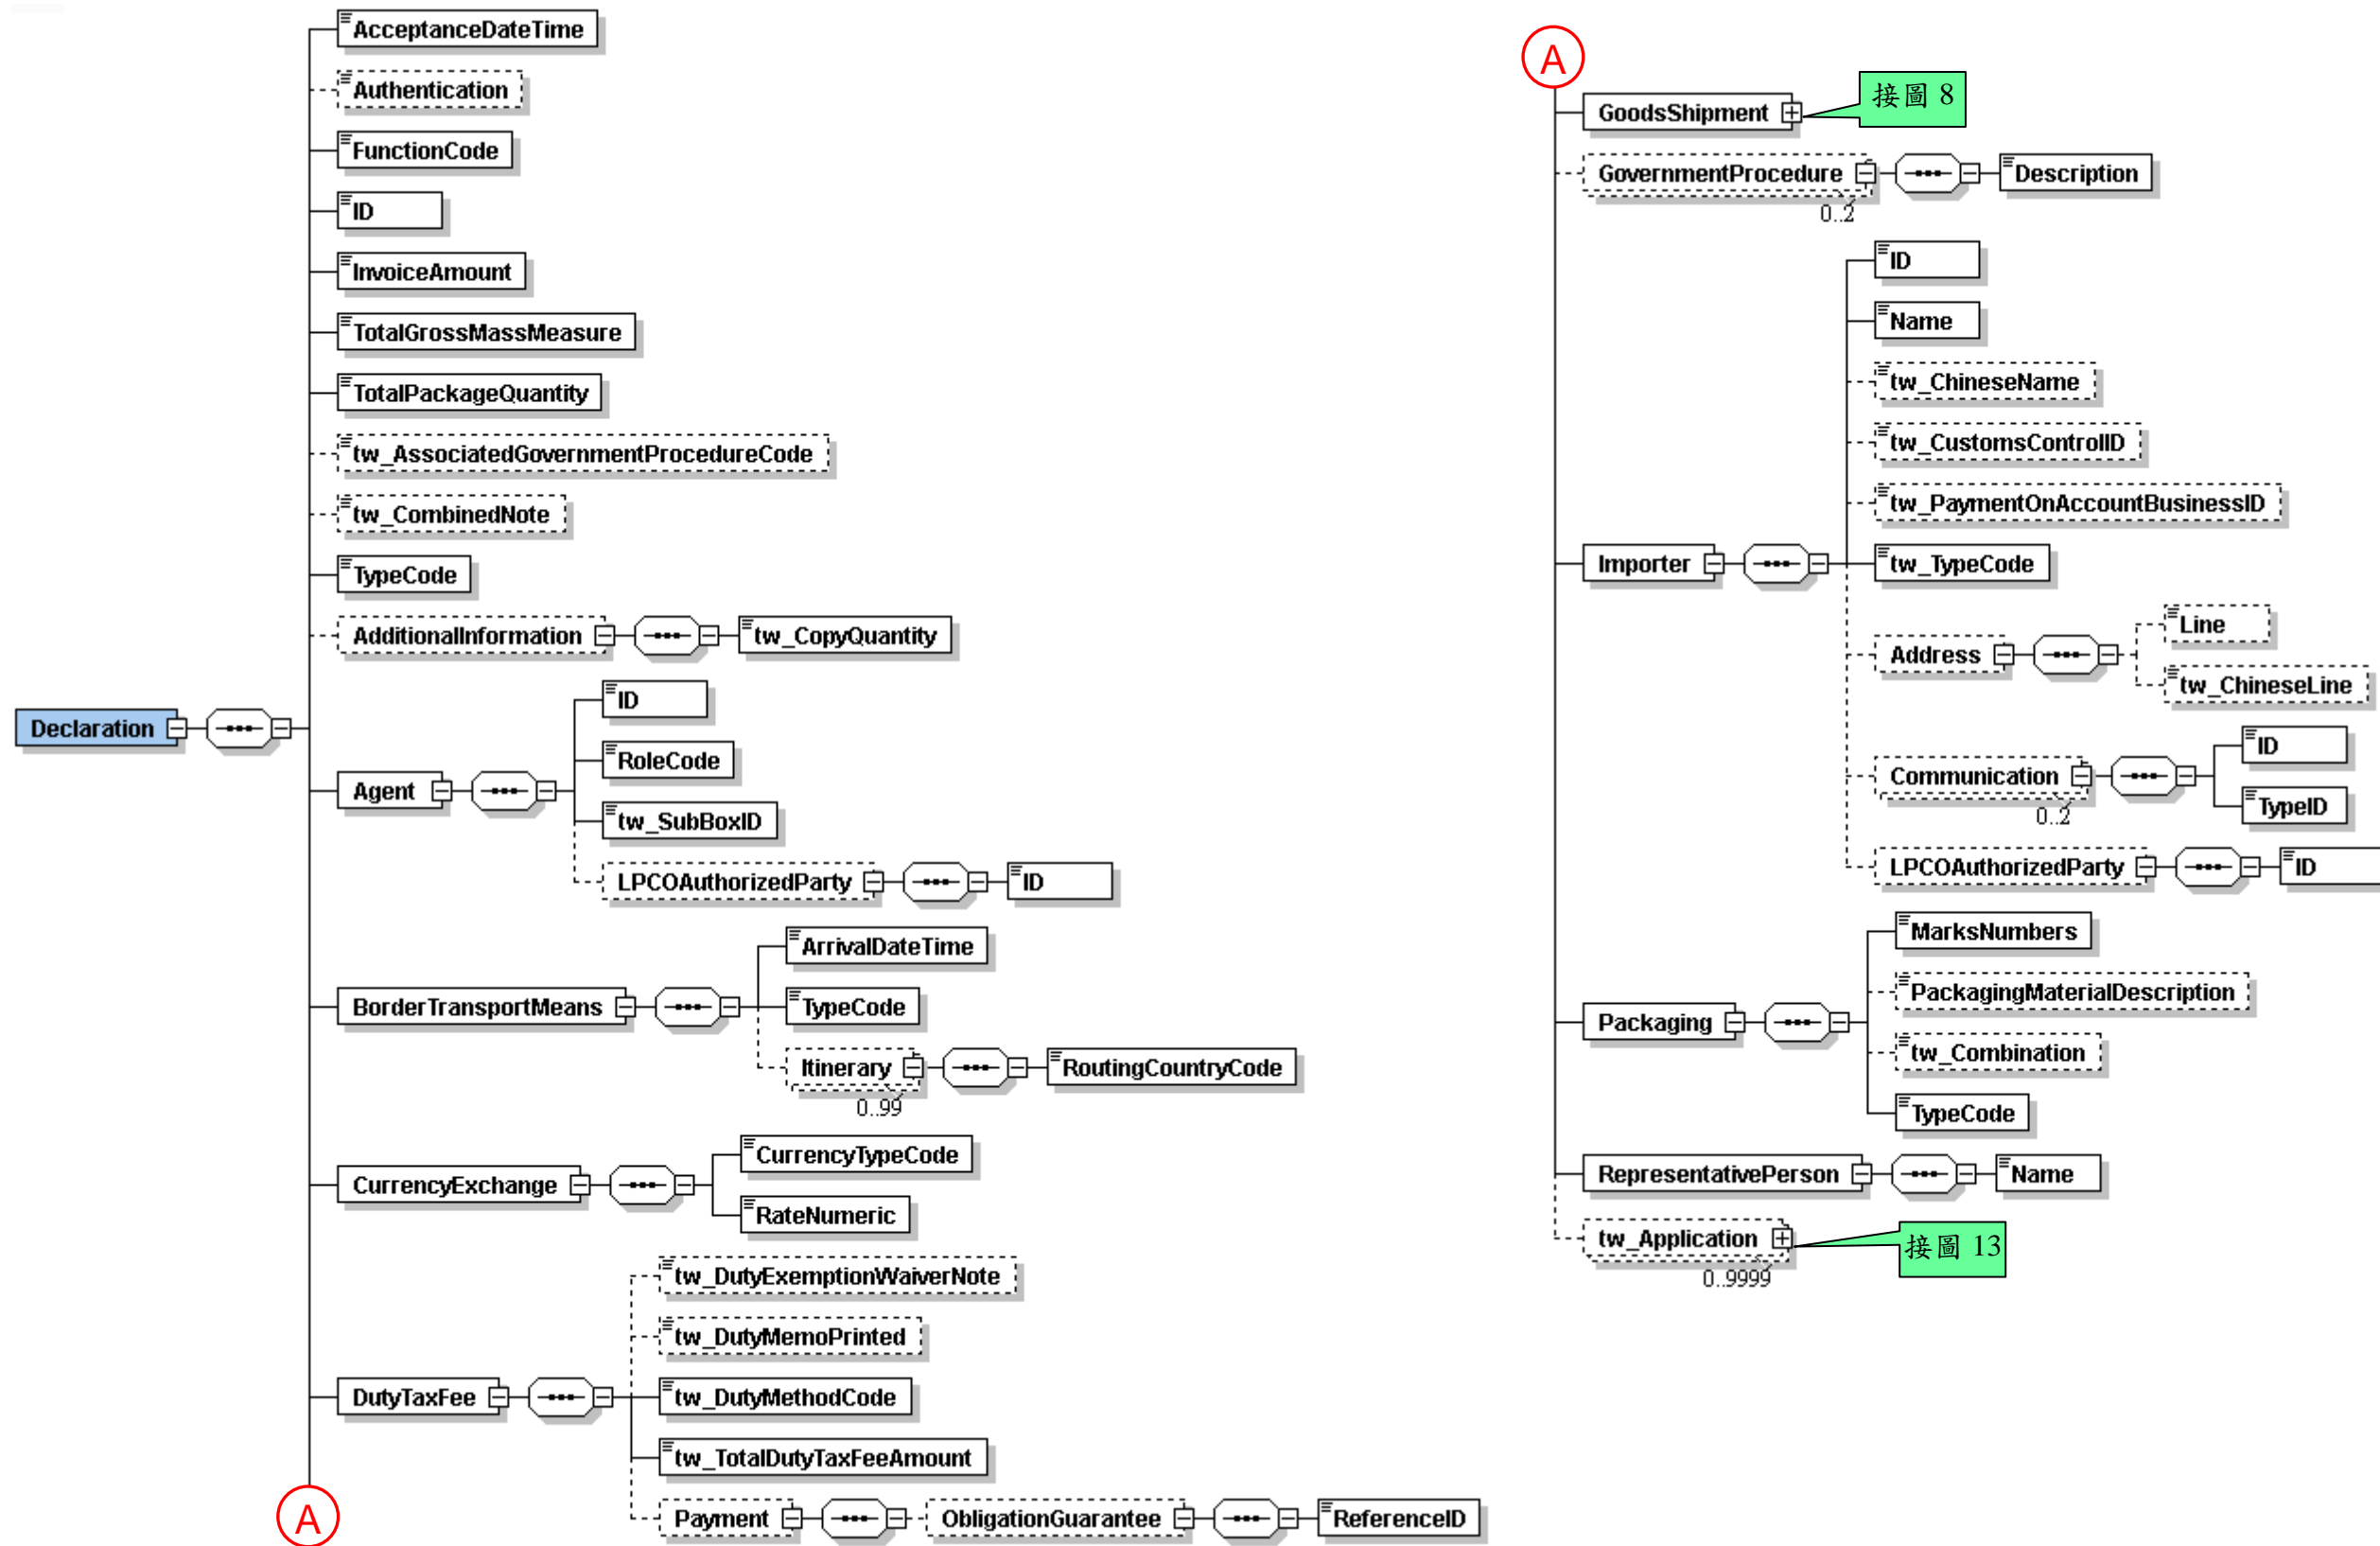 AcceptanceDateTime
Authentication
FunctionCode
ID
InvoiceAmount
TotalGrossMassMeasure
TotalPackageQuantity
tw_AssociatedGovernmentProcedureCode
tw_CombinedNote
TypeCode
AdditionalInformation
tw_CopyQuantity
Declaration
Agent
ID
RoleCode
tw_SubBoxID
LPCOAuthorizedParty
ID
BorderTransportMeans
ArrivalDateTime
TypeCode
Itinerary
0..99
RoutingCountryCode
CurrencyExchange
CurrencyTypeCode
RateNumeric
DutyTaxFee
tw_DutyExemptionWaiverNote
tw_DutyMemoPrinted
tw_DutyMethodCode
tw_TotalDutyTaxFeeAmount
Payment
ObligationGuarantee
ReferenceID
A
A
GoodsShipment
接圖 8
GovernmentProcedure
0..2
Description
Importer
ID
Name
tw_ChineseName
tw_CustomsControlID
tw_PaymentOnAccountBusinessID
tw_TypeCode
Address
Line
tw_ChineseLine
Communication
0..2
ID
TypeID
LPCOAuthorizedParty
ID
Packaging
MarksNumbers
PackagingMaterialDescription
tw_Combination
TypeCode
RepresentativePerson
Name
tw_Application
0..9999
接圖 13